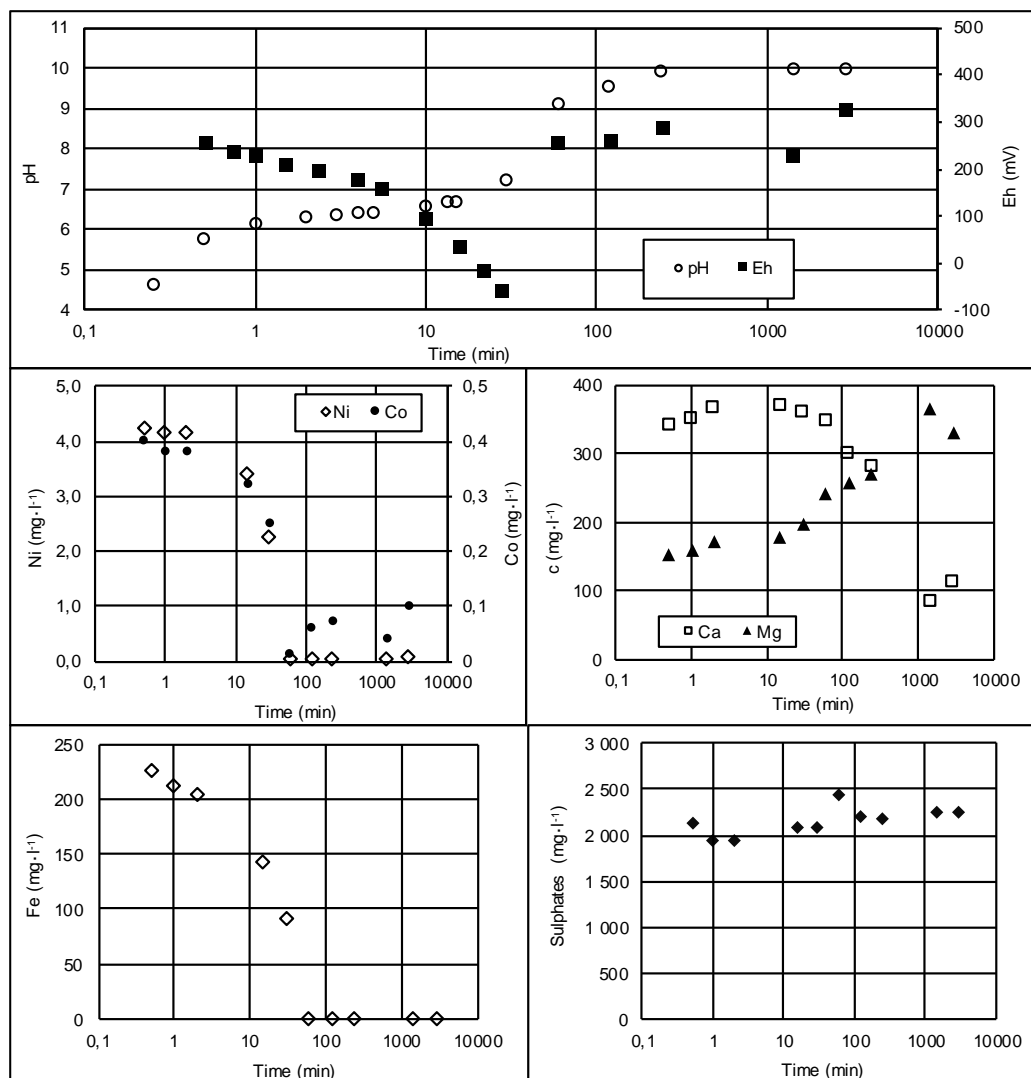 11
10
9
8
7
6
5
4
pH
500
400
300
200
100
0
-100
Eh (mV)
pH Eh
0,1 1 10 100 1000 10000
Time (min)
5,0
4,0
3,0
2,0
1,0
0,0
Ni (mg·l⁻¹)
Ni Co
0,5
0,4
0,3
0,2
0,1
0
Co (mg·l⁻¹)
0,1 1 10 100 1000 10000
Time (min)
400
300
200
100
0
c (mg·l⁻¹)
Ca Mg
0,1 1 10 100 1000 10000
Time (min)
250
200
150
100
50
0
Fe (mg·l⁻¹)
0,1 1 10 100 1000 10000
Time (min)
3 000
2 500
2 000
1 500
1 000
500
0
Sulphates (mg·l⁻¹)
0,1 1 10 100 1000 10000
Time (min)